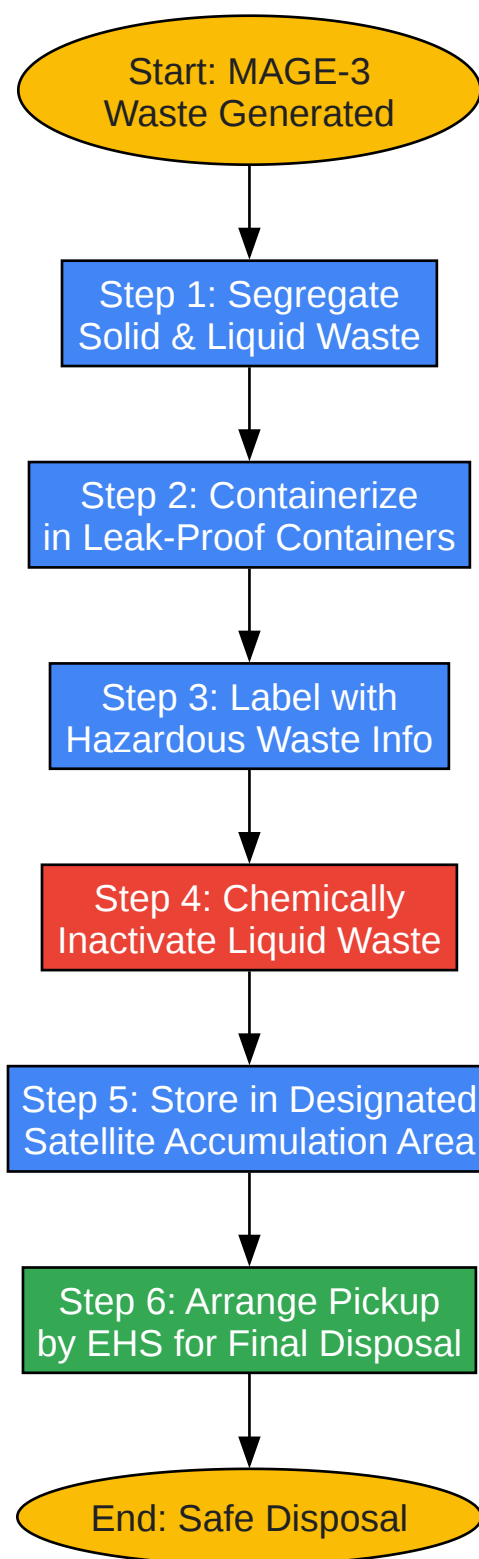 Start: MAGE-3
Waste Generated
Step 1: Segregate
Solid & Liquid Waste
Step 2: Containerize
in Leak-Proof Containers
Step 3: Label with
Hazardous Waste Info
Step 4: Chemically
Inactivate Liquid Waste
Step 5: Store in Designated
Satellite Accumulation Area
Step 6: Arrange Pickup
by EHS for Final Disposal
End: Safe Disposal